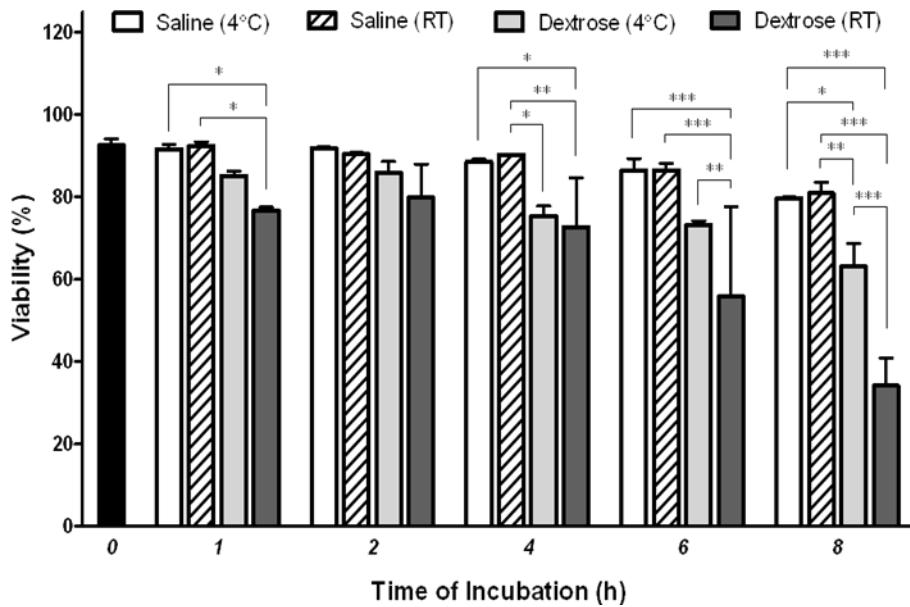 Saline (4°C) Saline (RT) Dextrose (4°C) Dextrose (RT)
120
100
80
60
40
20
0
Viability (%)
* *
* ** *
*** *** **
*** * *** ** ***
0 1 2 4 6 8
Time of Incubation (h)